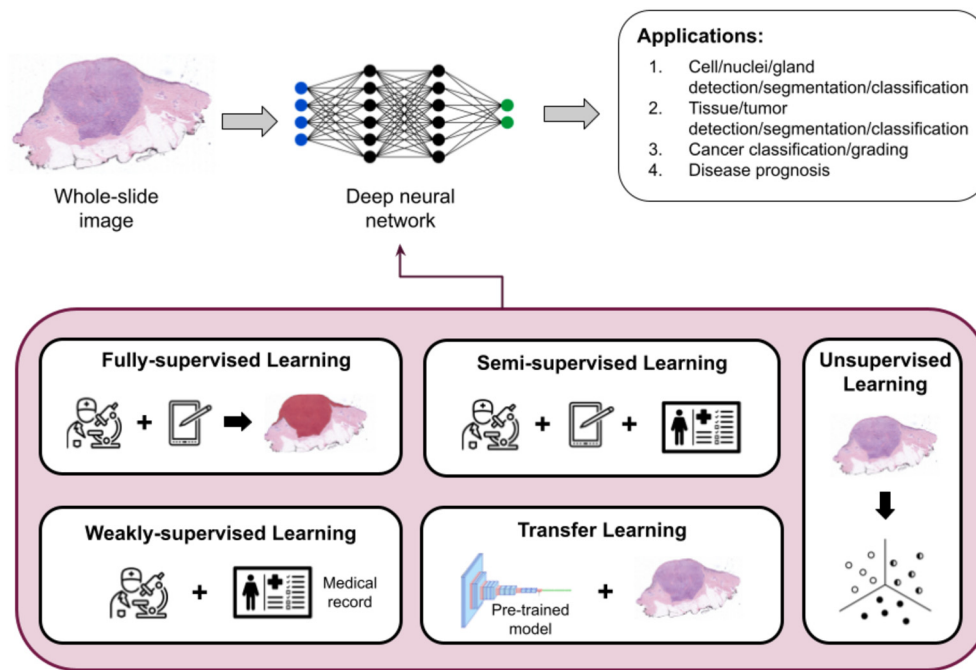 Whole-slide
image
Deep neural
network
Applications:
1. Cell/nuclei/gland
detection/segmentation/classification
2. Tissue/tumor
detection/segmentation/classification
3. Cancer classification/grading
4. Disease prognosis
Fully-supervised Learning
Semi-supervised Learning
Unsupervised
Learning
Weakly-supervised Learning
Medical
record
Transfer Learning
Pre-trained
model